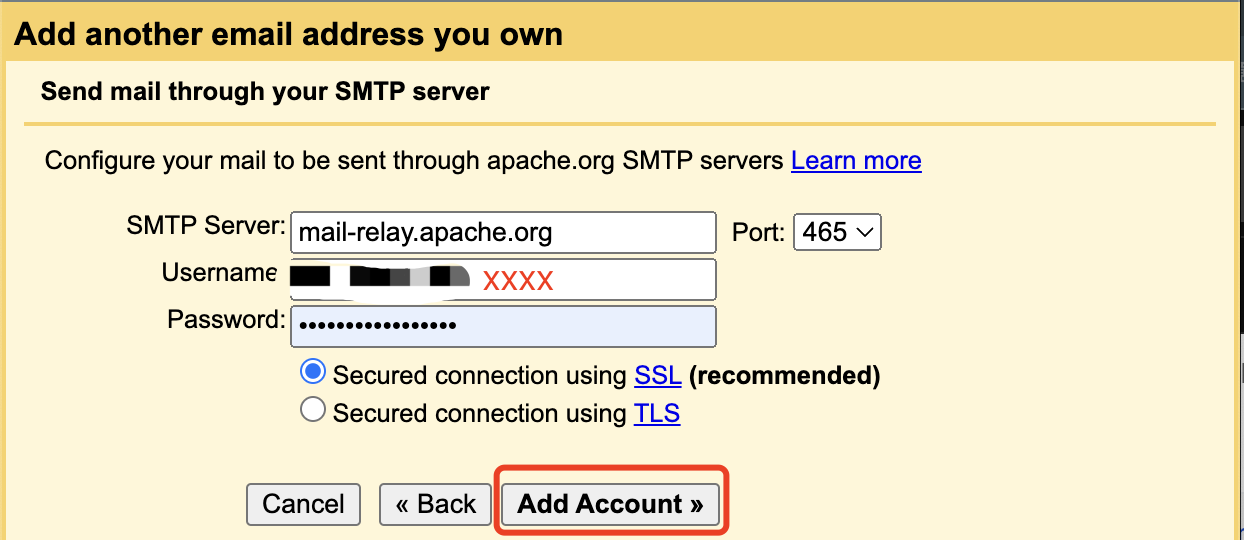 Add another email address you own
Send mail through your SMTP server
Configure your mail to be sent through apache.org SMTP servers Learn more
SMTP Server: mail-relay.apache.org Port: 465
Username XXXX
Password: •••••••••••••••••
Secured connection using SSL (recommended)
Secured connection using TLS
Cancel « Back Add Account »